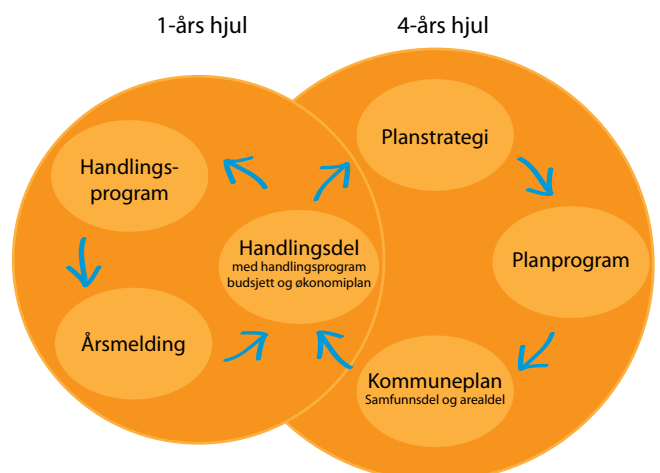 1-års hjul
4-års hjul
Handlings-
program
Årsmelding
Handlingsdel
med handlingsprogram
budsjett og økonomiplan
Planstrategi
Planprogram
Kommuneplan
Samfunnsdel og arealdel